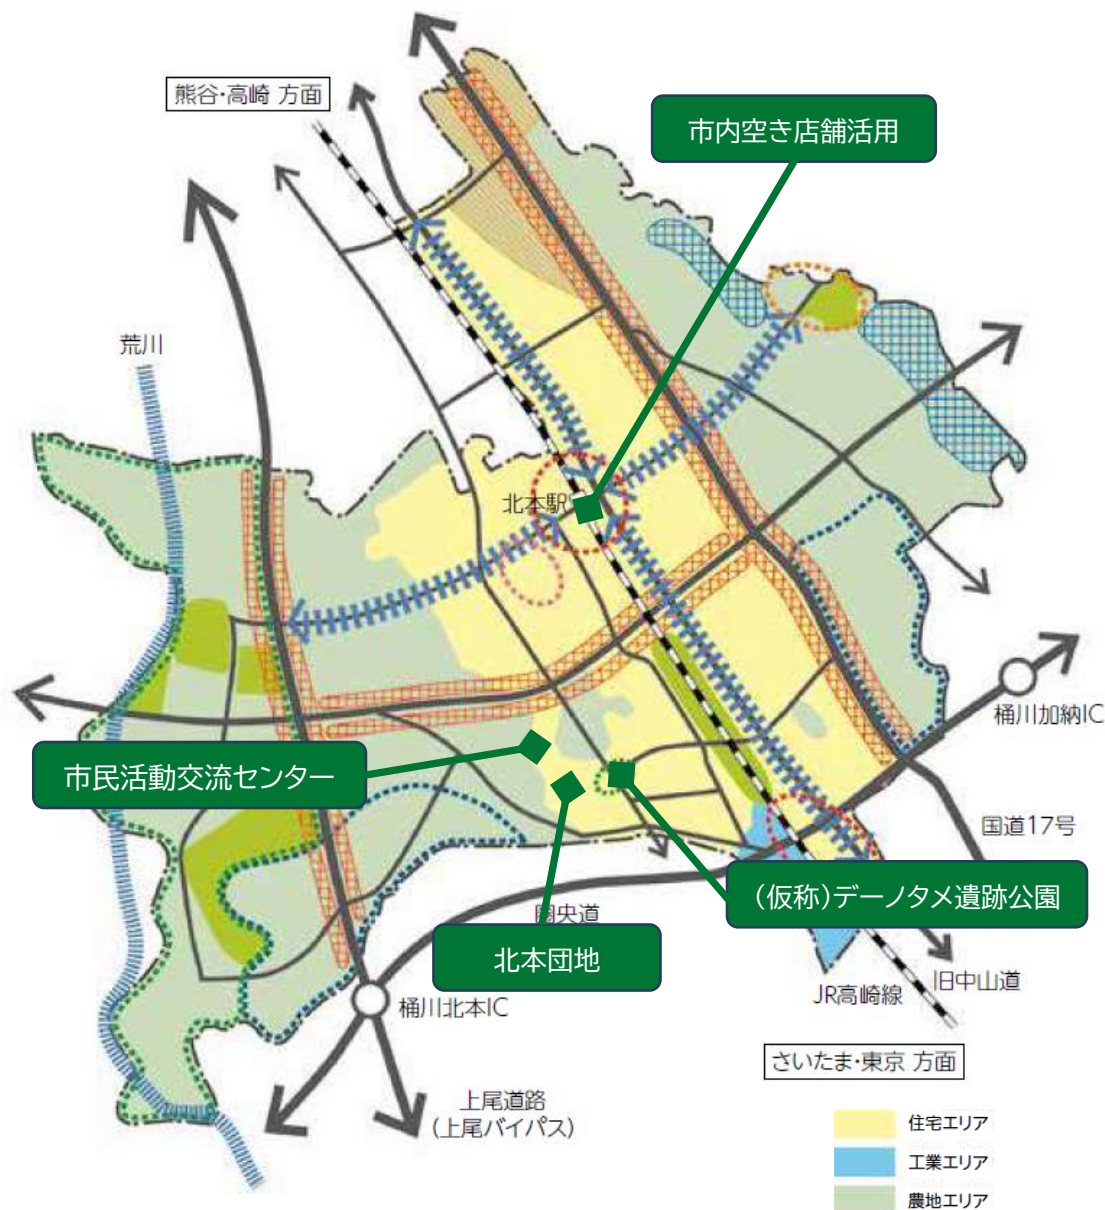 熊谷・高崎 方面
市内空き店舗活用
荒川
北本駅
桶川加納IC
市民活動交流センター
国道17号
(仮称)デーノタメ遺跡公園
圏央道
北本団地
JR高崎線
旧中山道
桶川北本IC
さいたま・東京 方面
上尾道路
(上尾バイパス)
住宅エリア
工業エリア
農地エリア